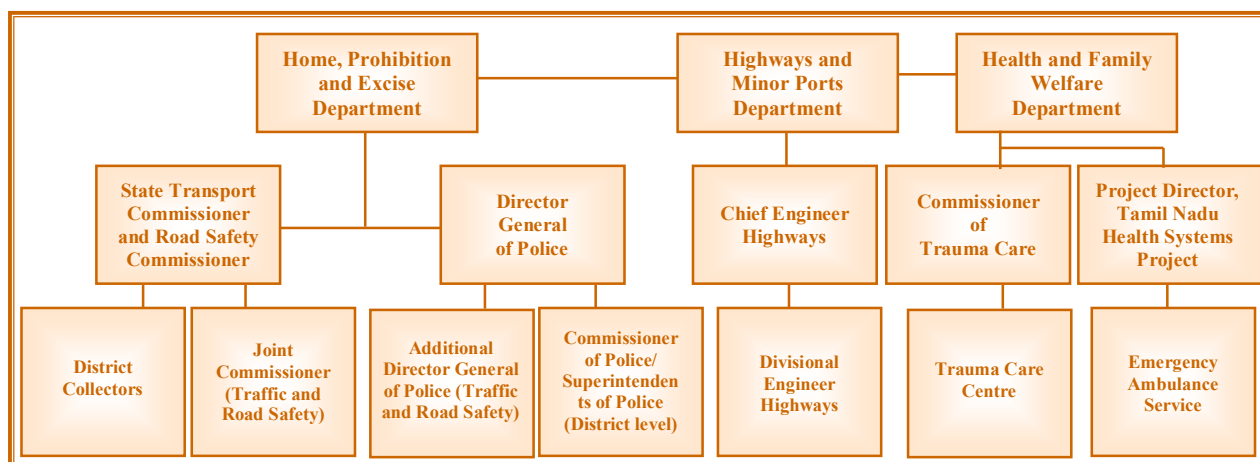 Home, Prohibition
and Excise
Department
Highways and
Minor Ports
Department
Health and Family
Welfare
Department
State Transport
Commissioner
and Road Safety
Commissioner
Director
General
of Police
Chief Engineer
Highways
Commissioner
of
Trauma Care
Project Director,
Tamil Nadu
Health Systems
Project
District
Collectors
Joint
Commissioner
(Traffic and
Road Safety)
Additional
Director General
of Police (Traffic
and Road Safety)
Commissioner
of Police/
Superintenden
ts of Police
(District level)
Divisional
Engineer
Highways
Trauma Care
Centre
Emergency
Ambulance
Service